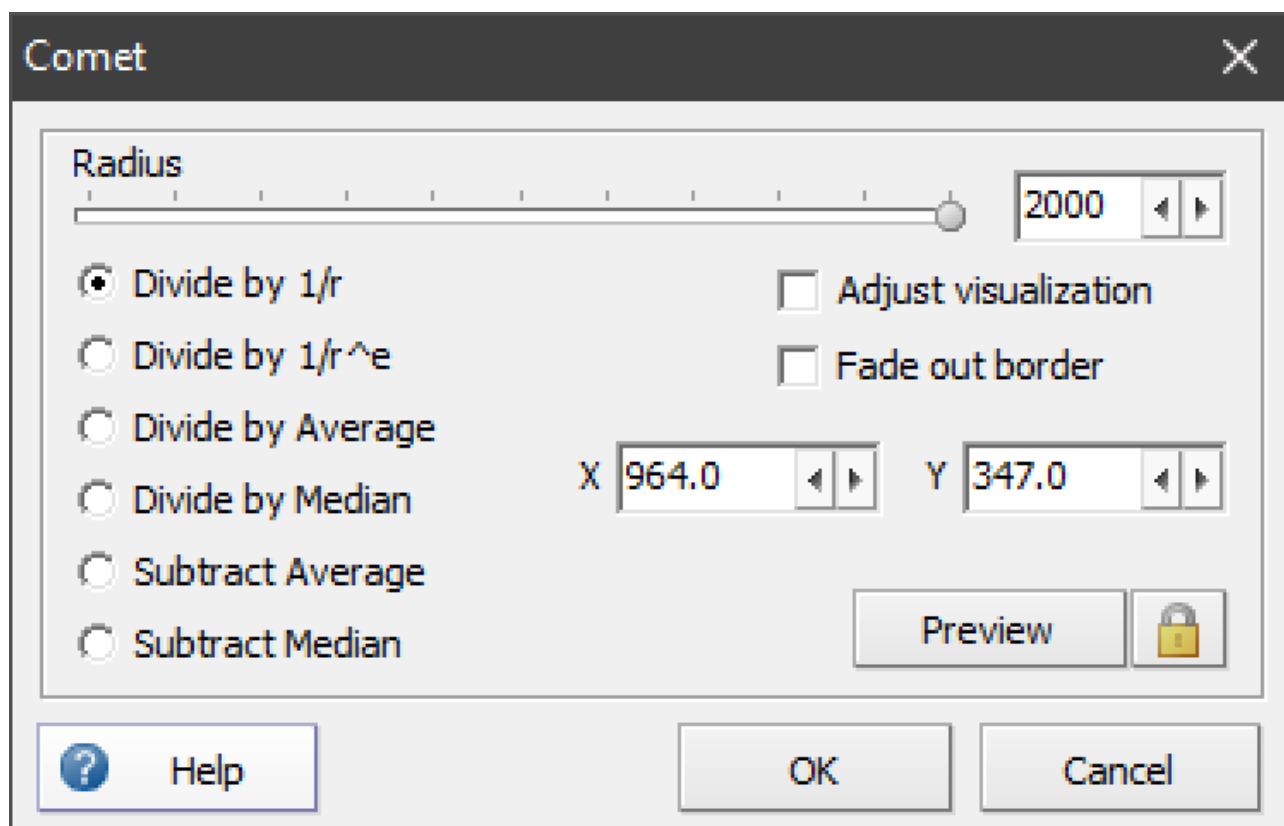 Comet
Radius
2000
Divide by 1/r
Adjust visualization
Divide by 1/r^e
Fade out border
Divide by Average
X 964.0 Y 347.0
Divide by Median
Subtract Average
Subtract Median
Preview
? Help
OK
Cancel